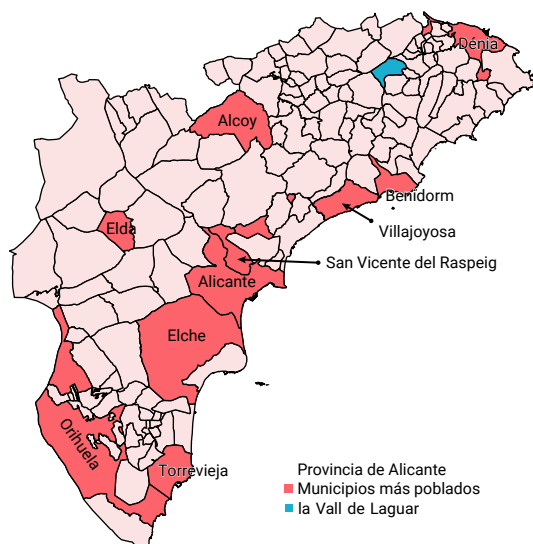 Dénia
Alcoy
Benidorm
Elda
Villajoyosa
San Vicente del Raspeig
Alicante
Elche
Orihuela
Torrevieja
Provincia de Alicante
Municipios más poblados
la Vall de Laguar